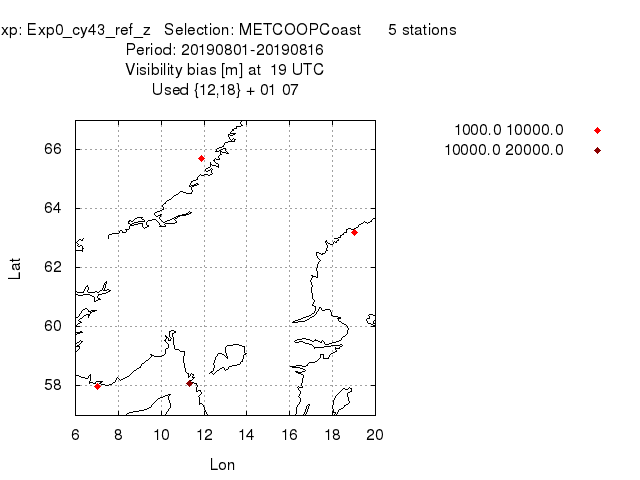 xp: Exp0_cy43_ref_z Selection: METCOOPCoast 5 stations
Period: 20190801-20190816
Visibility bias [m] at 19 UTC
Used {12,18} + 01 07
1000.0 10000.0
10000.0 20000.0
66
64
62
60
58
Lat
6 8 10 12 14 16 18 20
Lon